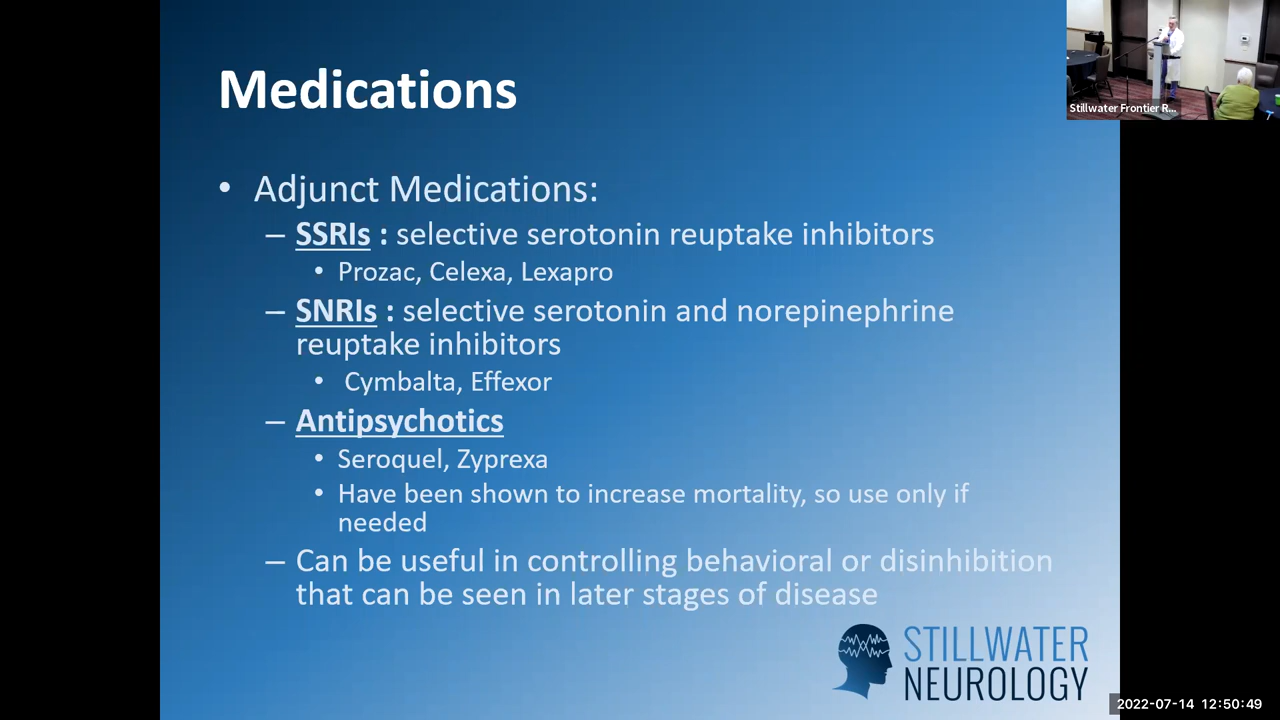 Medications
Stillwater Frontier R...
• Adjunct Medications:
– SSRIs : selective serotonin reuptake inhibitors
• Prozac, Celexa, Lexapro
– SNRIs : selective serotonin and norepinephrine
reuptake inhibitors
• Cymbalta, Effexor
– Antipsychotics
• Seroquel, Zyprexa
• Have been shown to increase mortality, so use only if
needed
– Can be useful in controlling behavioral or disinhibition
that can be seen in later stages of disease
STILLWATER
NEUROLOGY
2022-07-14 12:50:49